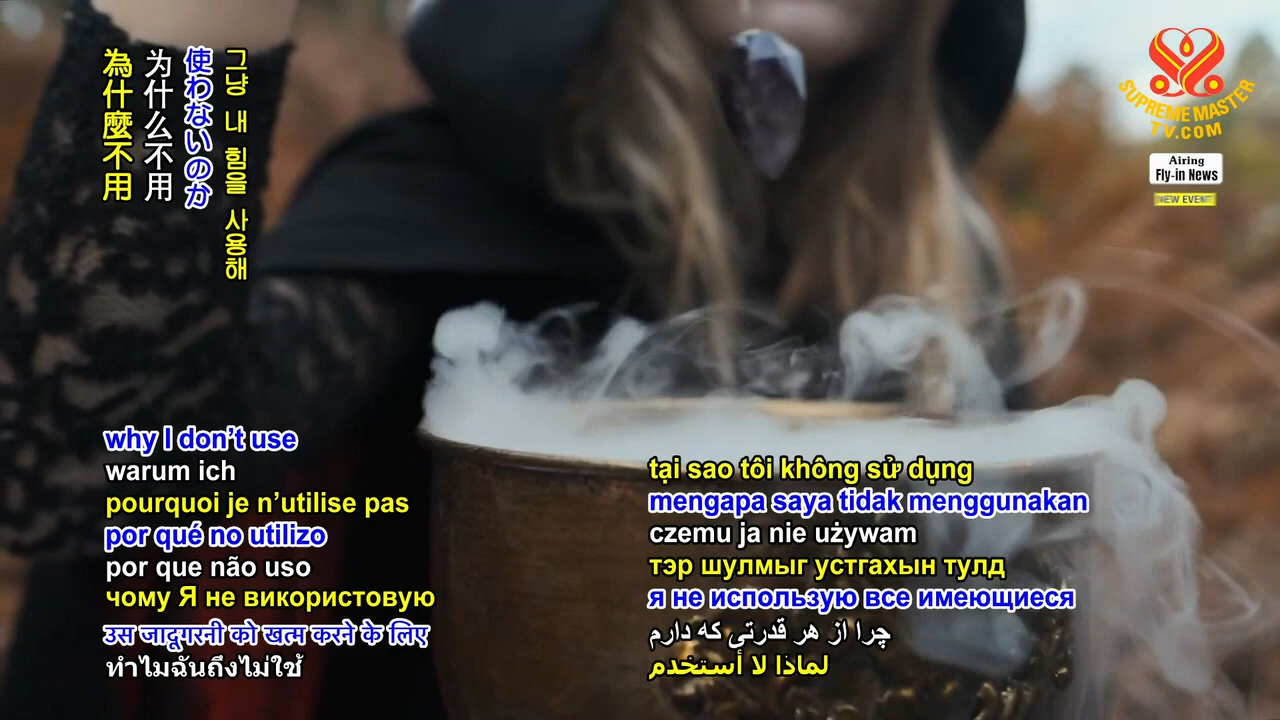 為什麼不用
为什么不用
使わないのか
그냥 내 힘을 사용해
SUPREME MASTER
TV.COM
Airing
Fly-in News
NEW EVENT
why I don’t use
warum ich
pourquoi je n’utilise pas
por qué no utilizo
por que não uso
чому Я не використовую
उस जादूगरनी को खत्म करने के लिए
ทำไมฉันถึงไม่ใช้
tại sao tôi không sử dụng
mengapa saya tidak menggunakan
czemu ja nie używam
тэр шулмыг устгахын тулд
я не использую все имеющиеся
چرا از هر قدرتی که دارم
لماذا لا أستخدم